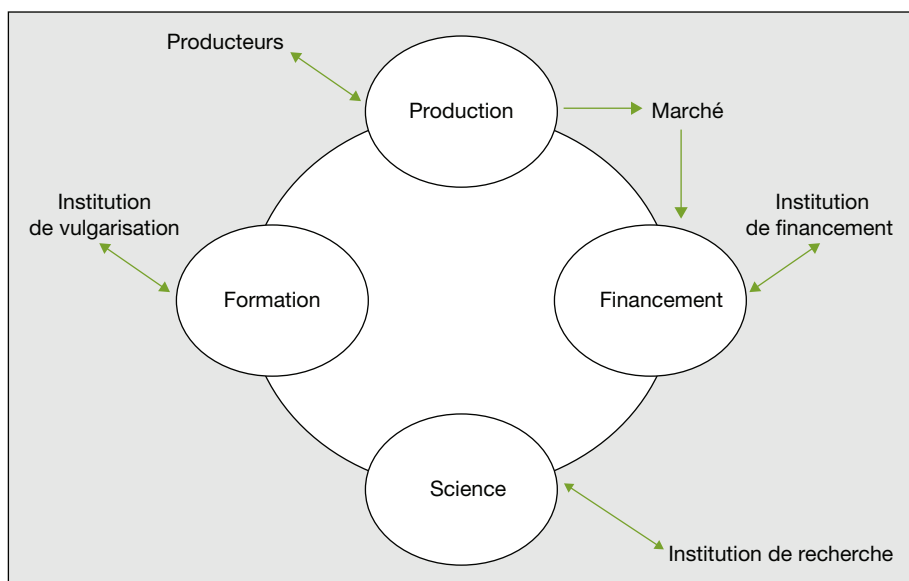 Producteurs
Production
Marché
Institution
de vulgarisation
Institution
de financement
Formation
Financement
Science
Institution de recherche